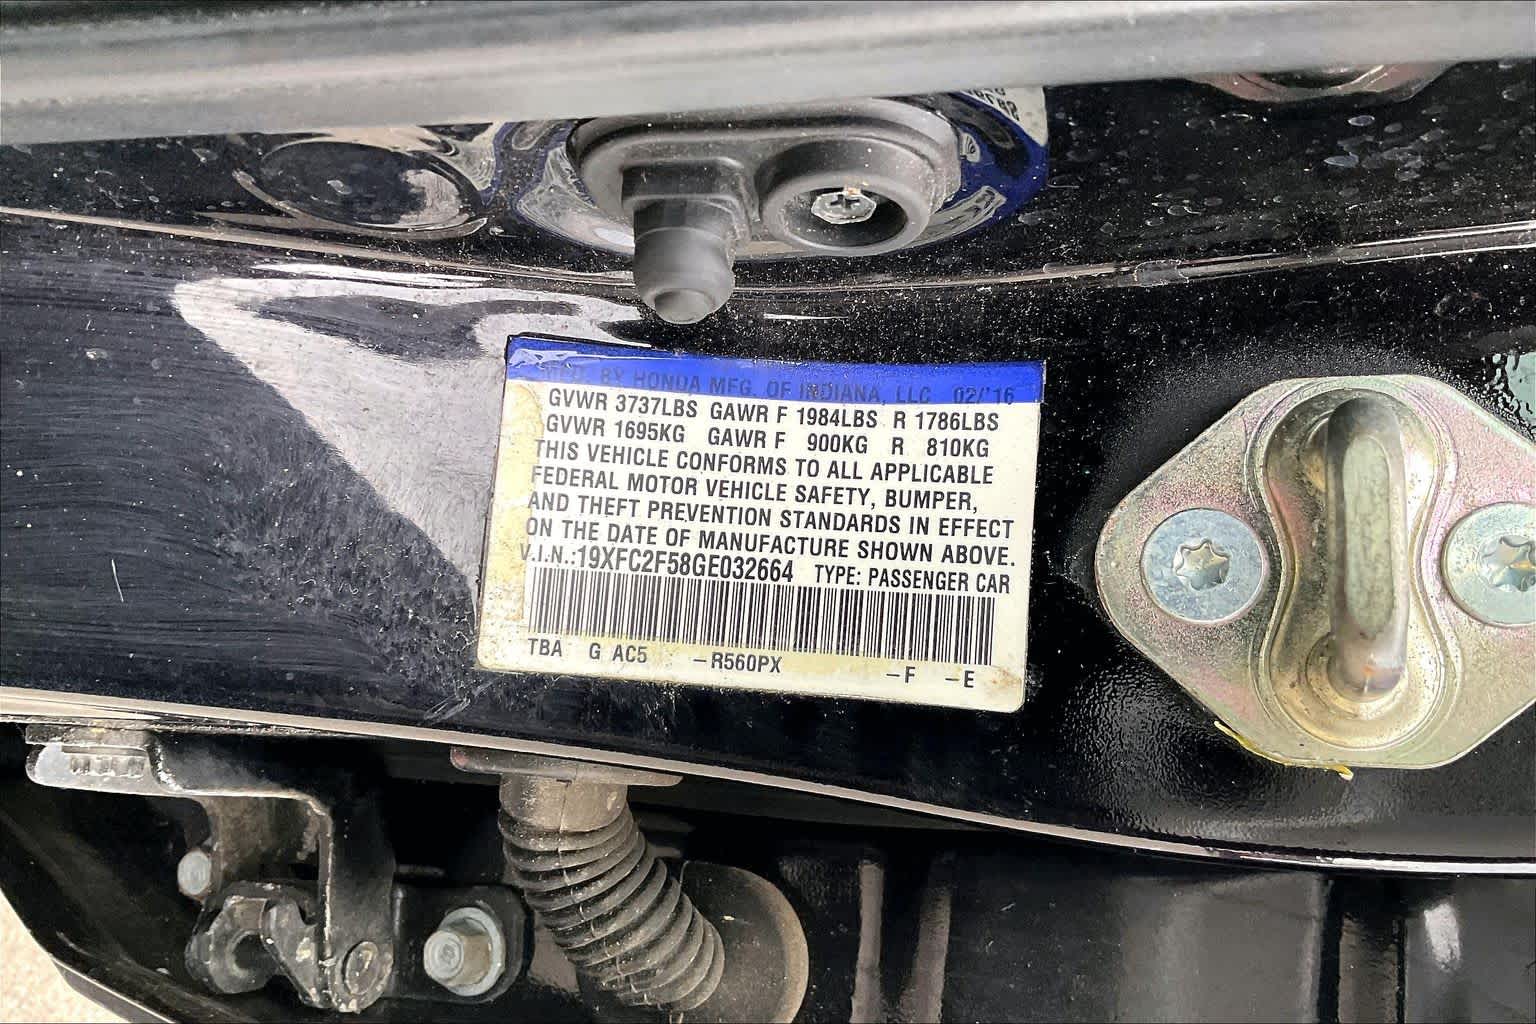 MFD. BY HONDA MFG. OF INDIANA, LLC 02/'16
GVWR 3737LBS GAWR F 1984LBS R 1786LBS
GVWR 1695KG GAWR F 900KG R 810KG
THIS VEHICLE CONFORMS TO ALL APPLICABLE
FEDERAL MOTOR VEHICLE SAFETY, BUMPER,
AND THEFT PREVENTION STANDARDS IN EFFECT
ON THE DATE OF MANUFACTURE SHOWN ABOVE.
V.I.N.:19XFC2F58GE032664 TYPE: PASSENGER CAR
TBA G AC5 –R560PX –F –E